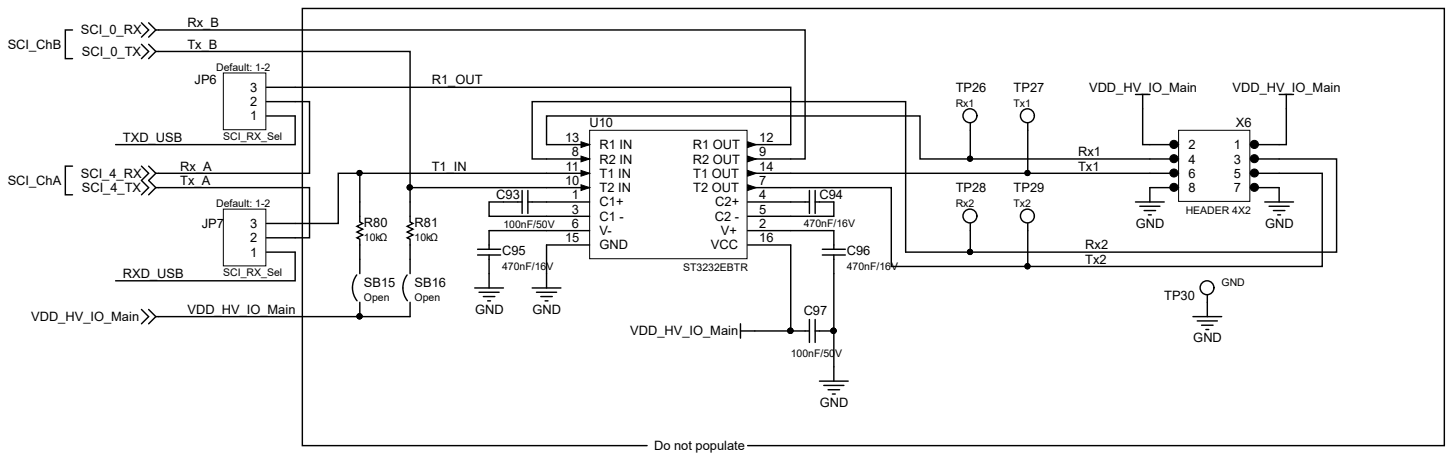 SCI_ChB
SCI_0_RX
Rx_B
SCI_0_TX
Tx_B
Default: 1-2
JP6
3
2
1
SCI_RX_Sel
R1_OUT
TXD_USB
SCI_ChA
SCI_4_RX
Rx_A
SCI_4_TX
Tx_A
T1_IN
Default: 1-2
JP7
3
2
1
SCI_RX_Sel
RXD_USB
VDD_HV_IO_Main
VDD_HV_IO_Main
R80
10kΩ
R81
10kΩ
SB15
Open
SB16
Open
U10
13 R1 IN R1 OUT 12
8 R2 IN R2 OUT 9
11 T1 IN T1 OUT 14
10 T2 IN T2 OUT 7
1 C1+ C2+ 4
3 C1 - C2 - 5
6 V- V+ 2
15 GND VCC 16
ST3232EBTR
C93
100nF/50V
C94
470nF/16V
C95
470nF/16V
GND
GND
C96
470nF/16V
VDD_HV_IO_Main
C97
100nF/50V
GND
TP26
Rx1
TP27
Tx1
Rx1
Tx1
TP28
Rx2
TP29
Tx2
Rx2
Tx2
VDD_HV_IO_Main
VDD_HV_IO_Main
X6
2 1
4 3
6 5
8 7
HEADER 4X2
GND
GND
TP30
GND
GND
Do not populate